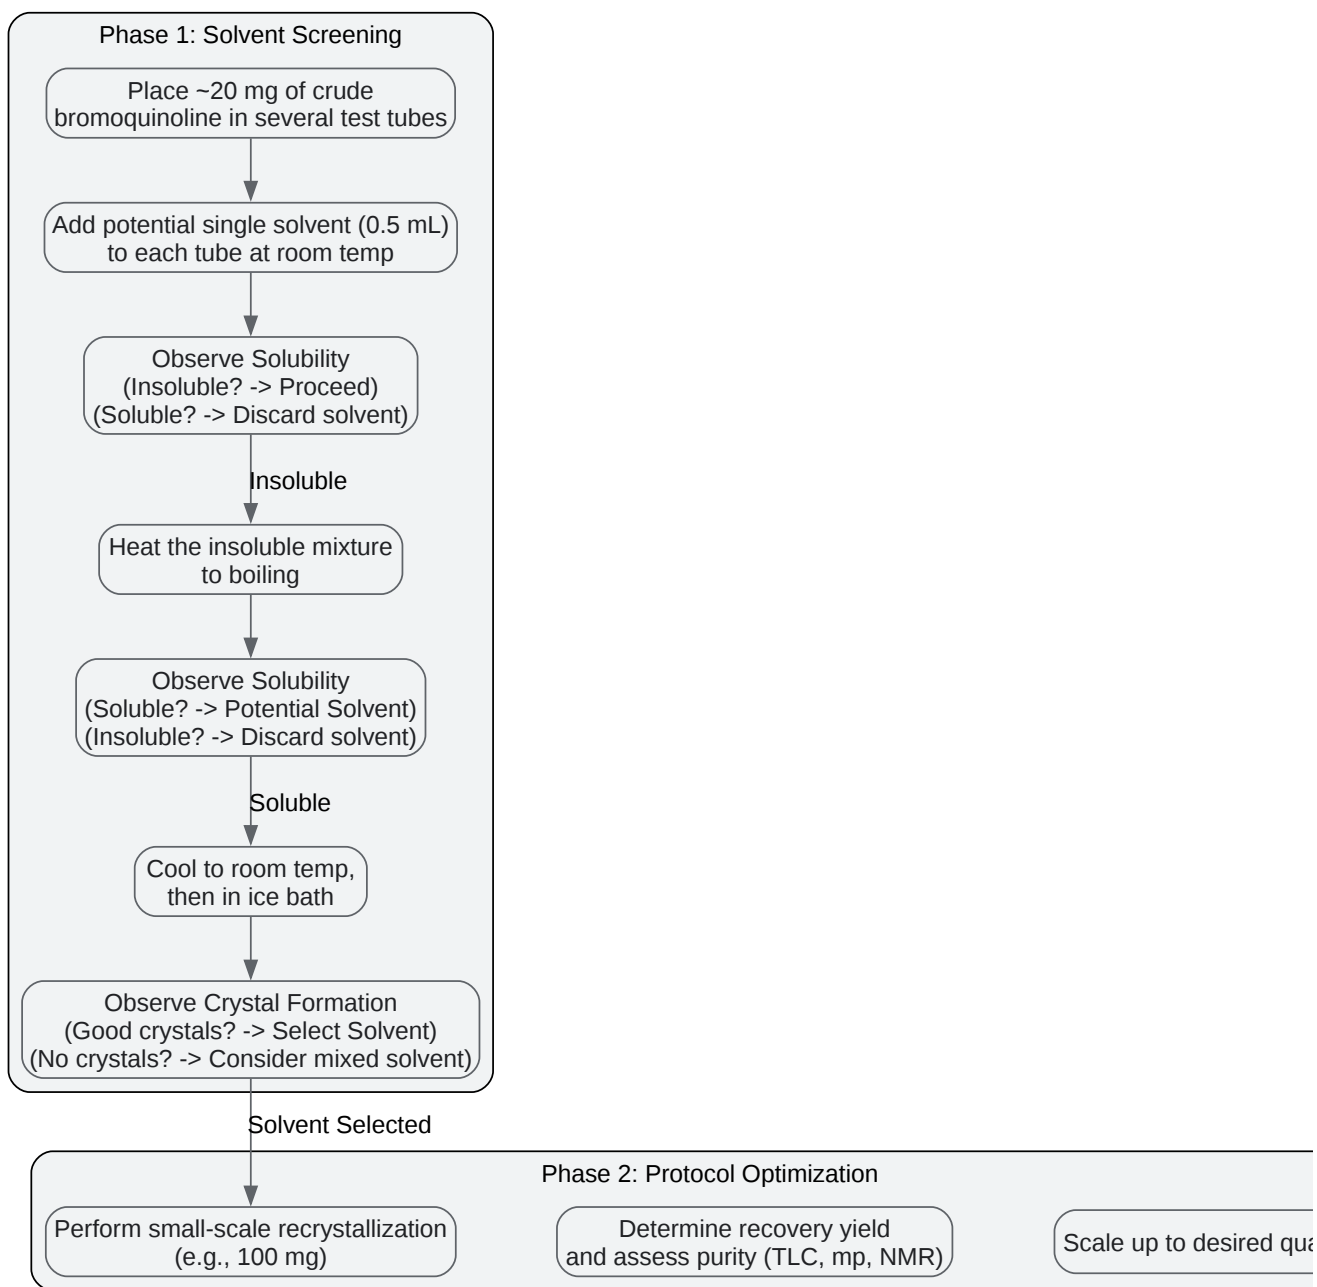 Phase 1: Solvent Screening
Place ~20 mg of crude
bromoquinoline in several test tubes
Add potential single solvent (0.5 mL)
to each tube at room temp
Observe Solubility
(Insoluble? -> Proceed)
(Soluble? -> Discard solvent)
Insoluble
Heat the insoluble mixture
to boiling
Observe Solubility
(Soluble? -> Potential Solvent)
(Insoluble? -> Discard solvent)
Soluble
Cool to room temp,
then in ice bath
Observe Crystal Formation
(Good crystals? -> Select Solvent)
(No crystals? -> Consider mixed solvent)
Solvent Selected
Phase 2: Protocol Optimization
Perform small-scale recrystallization
(e.g., 100 mg)
Determine recovery yield
and assess purity (TLC, mp, NMR)
Scale up to desired